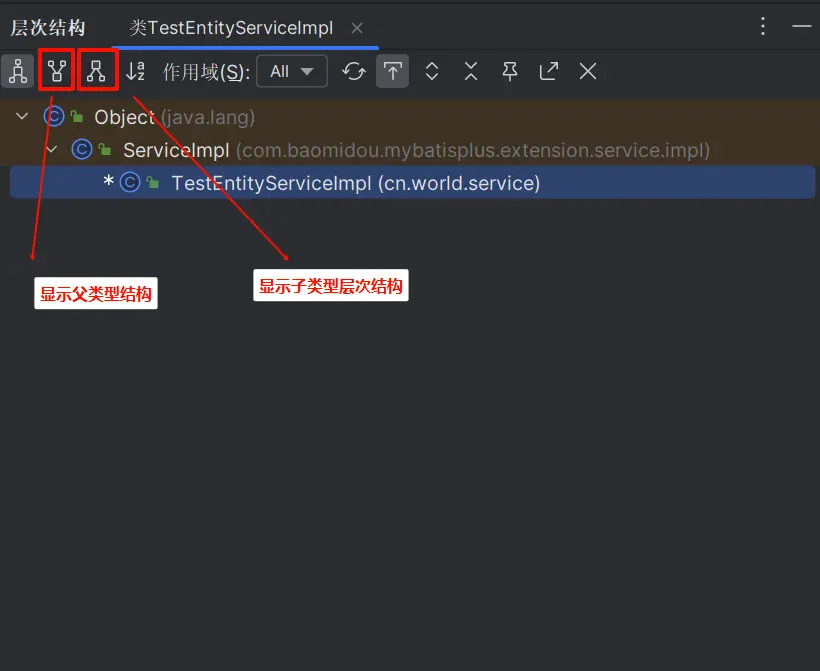 层次结构 类TestEntityServiceImpl
作用域(S): All
Object (java.lang)
ServiceImpl (com.baomidou.mybatisplus.extension.service.impl)
* TestEntityServiceImpl (cn.world.service)
显示父类型结构
显示子类型层次结构